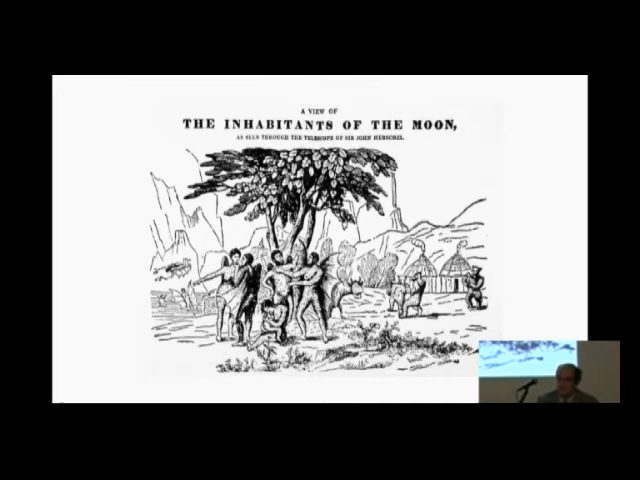 A VIEW OF
THE INHABITANTS OF THE MOON,
AS SEEN THROUGH THE TELESCOPE OF SIR JOHN HERSCHEL.